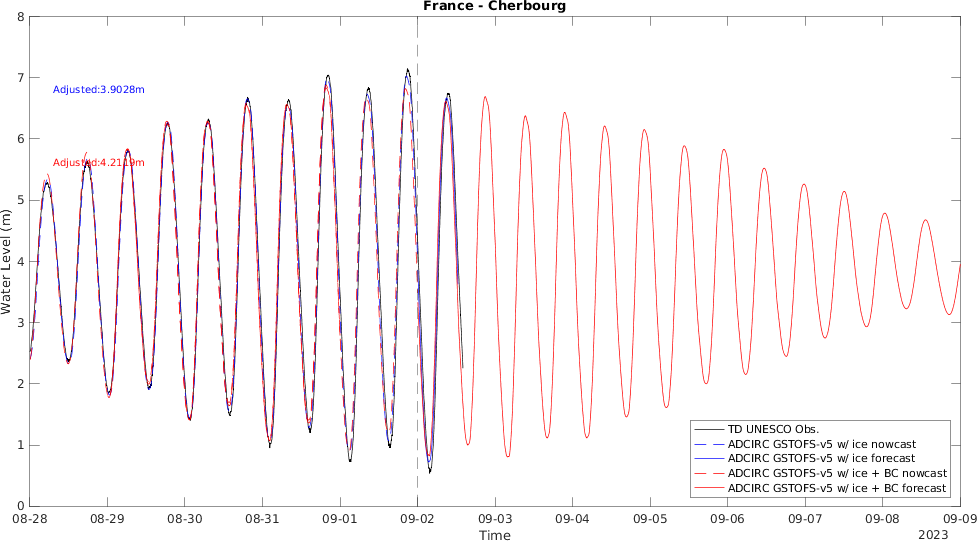 France - Cherbourg
8
7
6
5
4
3
2
1
0
Water Level (m)
Adjusted:3.9028m
Adjusted:4.2119m
TD UNESCO Obs.
ADCIRC GSTOFS-v5 w/ ice nowcast
ADCIRC GSTOFS-v5 w/ ice forecast
ADCIRC GSTOFS-v5 w/ ice + BC nowcast
ADCIRC GSTOFS-v5 w/ ice + BC forecast
08-28 08-29 08-30 08-31 09-01 09-02 09-03 09-04 09-05 09-06 09-07 09-08 09-09
Time
2023